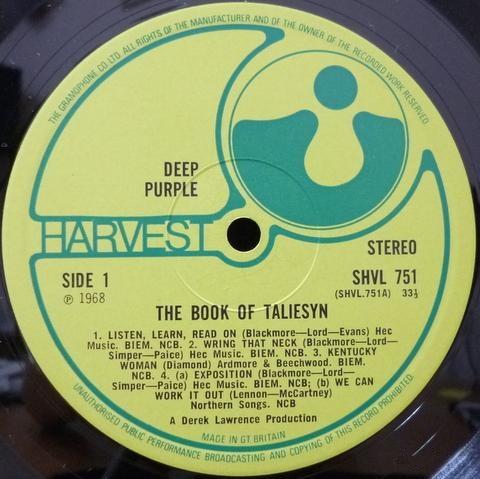 THE GRAMOPHONE CO. LTD. ALL RIGHTS OF THE MANUFACTURER AND OF THE OWNER OF THE RECORDED WORK RESERVED
DEEP
PURPLE
HARVEST
STEREO
SIDE 1
SHVL 751
℗ 1968
(SHVL.751A) 33⅓
THE BOOK OF TALIESYN
1. LISTEN, LEARN, READ ON (Blackmore—Lord—Evans) Hec
Music. BIEM. NCB. 2. WRING THAT NECK (Blackmore—Lord—
Simper—Paice) Hec Music. BIEM. NCB. 3. KENTUCKY
WOMAN (Diamond) Ardmore & Beechwood. BIEM.
NCB. 4. (a) EXPOSITION (Blackmore—Lord—
Simper—Paice) Hec Music. BIEM. NCB; (b) WE CAN
WORK IT OUT (Lennon—McCartney)
Northern Songs. NCB
A Derek Lawrence Production
MADE IN GT BRITAIN
UNAUTHORISED PUBLIC PERFORMANCE BROADCASTING AND COPYING OF THIS RECORD PROHIBITED.